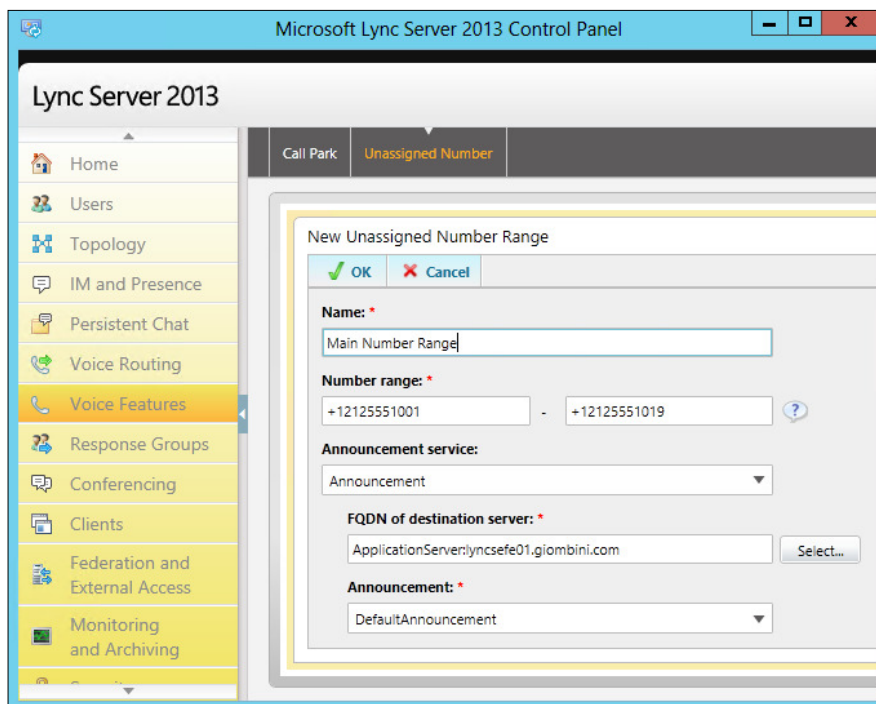 Microsoft Lync Server 2013 Control Panel
Lync Server 2013
Home
Users
Topology
IM and Presence
Persistent Chat
Voice Routing
Voice Features
Response Groups
Conferencing
Clients
Federation and
External Access
Monitoring
and Archiving
Call Park
Unassigned Number
New Unassigned Number Range
OK
Cancel
Name: *
Main Number Range
Number range: *
+12125551001 - +12125551019 ?
Announcement service:
Announcement
FQDN of destination server: *
ApplicationServer:lyncsefe01.giombini.com Select...
Announcement: *
DefaultAnnouncement